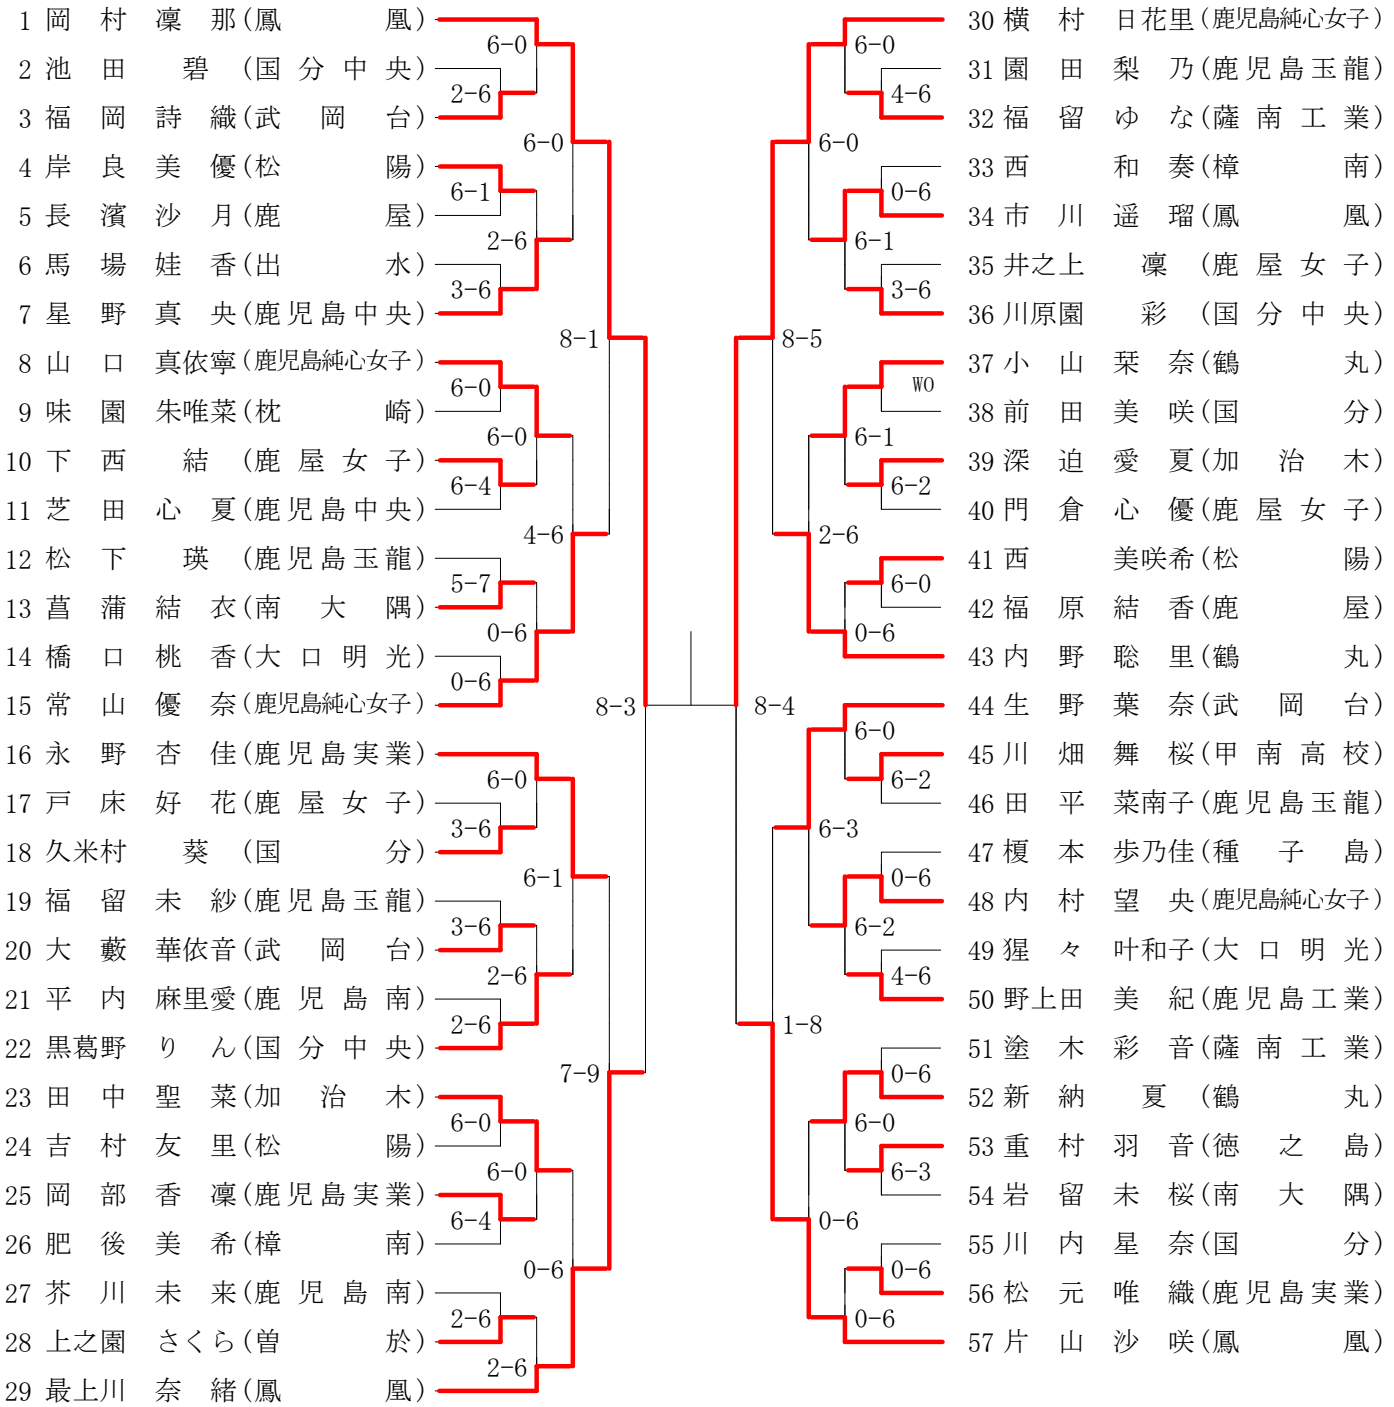 1 岡村凜那(鳳凰)
2 池田碧(国分中央)
3 福岡詩織(武岡台)
4 岸良美優(松陽)
5 長濱沙月(鹿屋)
6 馬場娃香(出水)
7 星野真央(鹿児島中央)
8 山口真依寧(鹿児島純心女子)
9 味園朱唯菜(枕崎)
10 下西結(鹿屋女子)
11 芝田心夏(鹿児島中央)
12 松下瑛(鹿児島玉龍)
13 菖蒲結衣(南大隅)
14 橋口桃香(大口明光)
15 常山優奈(鹿児島純心女子)
16 永野杏佳(鹿児島実業)
17 戸床好花(鹿屋女子)
18 久米村葵(国分)
19 福留未紗(鹿児島玉龍)
20 大藪華依音(武岡台)
21 平内麻里愛(鹿児島南)
22 黒葛野りん(国分中央)
23 田中聖菜(加治木)
24 吉村友里(松陽)
25 岡部香凜(鹿児島実業)
26 肥後美希(樟南)
27 芥川未来(鹿児島南)
28 上之園さくら(曽於)
29 最上川奈緒(鳳凰)
6-0
2-6
6-0
6-1
2-6
3-6
8-1
6-0
6-0
6-4
4-6
5-7
0-6
0-6
8-3
6-0
3-6
6-1
3-6
2-6
2-6
7-9
6-0
6-0
6-4
0-6
2-6
2-6
6-0
4-6
6-0
0-6
6-1
3-6
8-5
WO
6-1
6-2
2-6
6-0
0-6
8-4
6-0
6-2
6-3
0-6
6-2
4-6
1-8
0-6
6-0
6-3
0-6
0-6
0-6
30 横村日花里(鹿児島純心女子)
31 園田梨乃(鹿児島玉龍)
32 福留ゆな(薩南工業)
33 西和奏(樟南)
34 市川遥瑠(鳳凰)
35 井之上凜(鹿屋女子)
36 川原園彩(国分中央)
37 小山栞奈(鶴丸)
38 前田美咲(国分)
39 深迫愛夏(加治木)
40 門倉心優(鹿屋女子)
41 西美咲希(松陽)
42 福原結香(鹿屋)
43 内野聡里(鶴丸)
44 生野葉奈(武岡台)
45 川畑舞桜(甲南高校)
46 田平菜南子(鹿児島玉龍)
47 榎本歩乃佳(種子島)
48 内村望央(鹿児島純心女子)
49 猩々叶和子(大口明光)
50 野上田美紀(鹿児島工業)
51 塗木彩音(薩南工業)
52 新納夏(鶴丸)
53 重村羽音(徳之島)
54 岩留未桜(南大隅)
55 川内星奈(国分)
56 松元唯織(鹿児島実業)
57 片山沙咲(鳳凰)